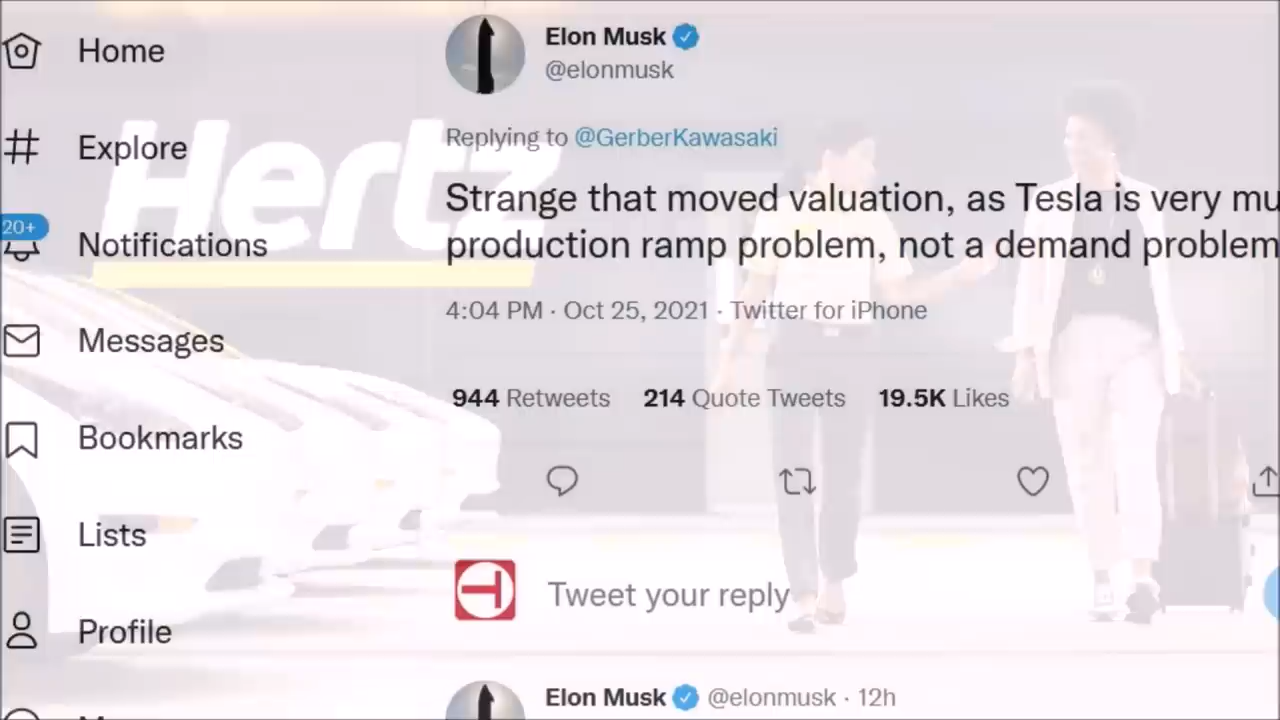 Home
Explore
20+
Notifications
Messages
Bookmarks
Lists
Profile
Hertz
Elon Musk
@elonmusk
Replying to @GerberKawasaki
Strange that moved valuation, as Tesla is very
production ramp problem, not a demand problem
4:04 PM · Oct 25, 2021 · Twitter for iPhone
944 Retweets 214 Quote Tweets 19.5K Likes
Tweet your reply
Elon Musk @elonmusk · 12h